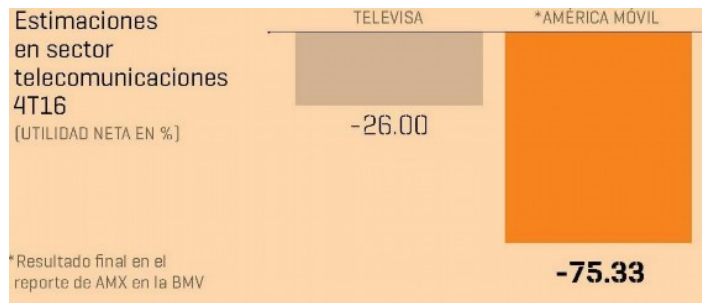 Estimaciones
en sector
telecomunicaciones
4T16
(UTILIDAD NETA EN %)
TELEVISA
*AMÉRICA MÓVIL
-26.00
-75.33
*Resultado final en el
reporte de AMX en la BMV